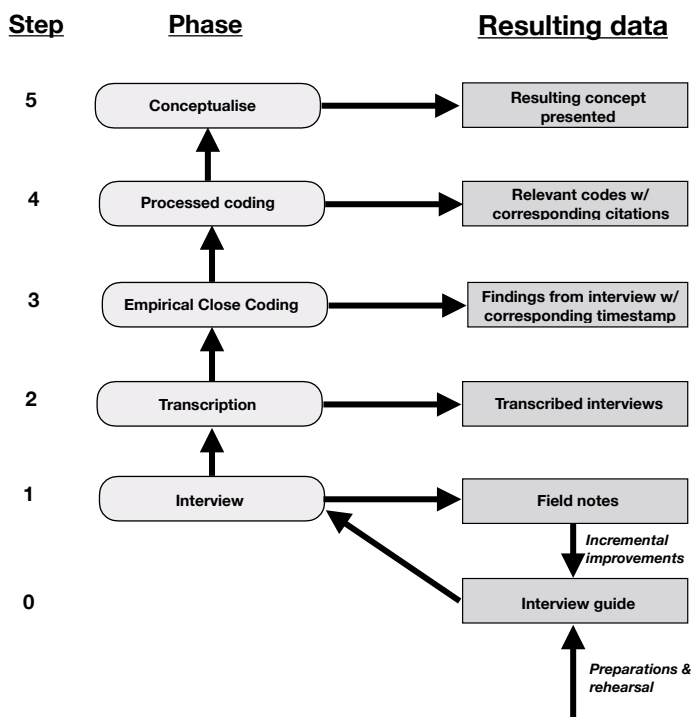 Step Phase Resulting data
5 Conceptualise Resulting concept
presented
4 Processed coding Relevant codes w/
corresponding citations
3 Empirical Close Coding Findings from interview w/
corresponding timestamp
2 Transcription Transcribed interviews
1 Interview Field notes
Incremental
improvements
0 Interview guide
Preparations &
rehearsal